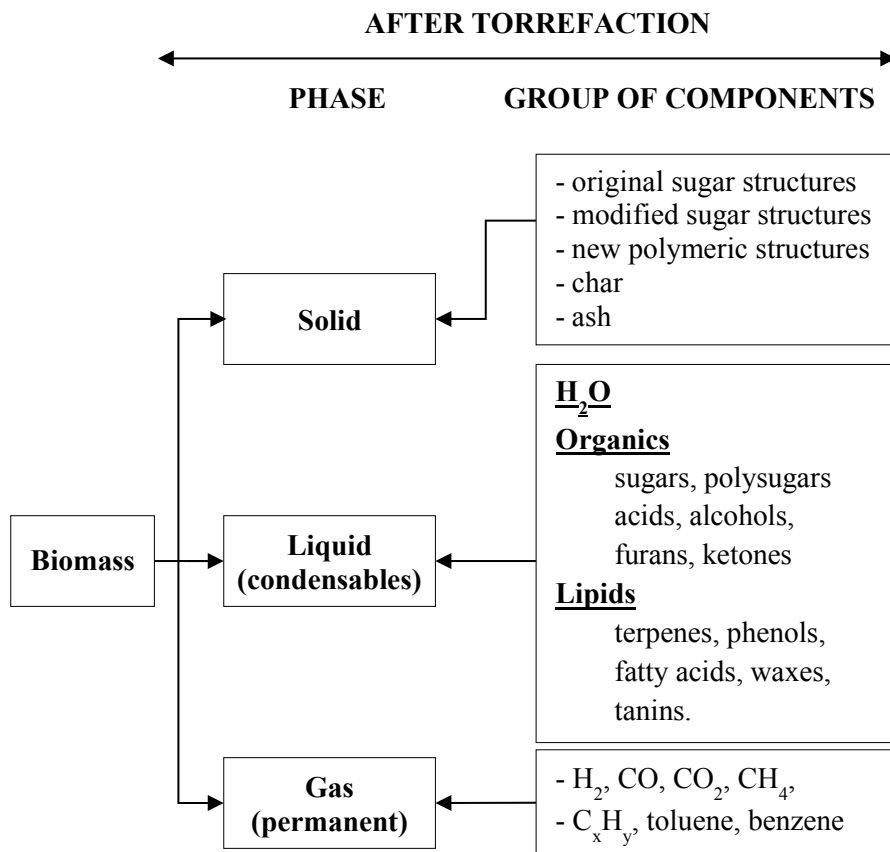 AFTER TORREFACTION
PHASE
GROUP OF COMPONENTS
- original sugar structures
- modified sugar structures
- new polymeric structures
- char
- ash
Solid
H₂O
Organics
sugars, polysugars
acids, alcohols,
furans, ketones
Lipids
terpenes, phenols,
fatty acids, waxes,
tanins.
Biomass
Liquid
(condensables)
Gas
(permanent)
- H₂, CO, CO₂, CH₄,
- CₓHᵧ, toluene, benzene